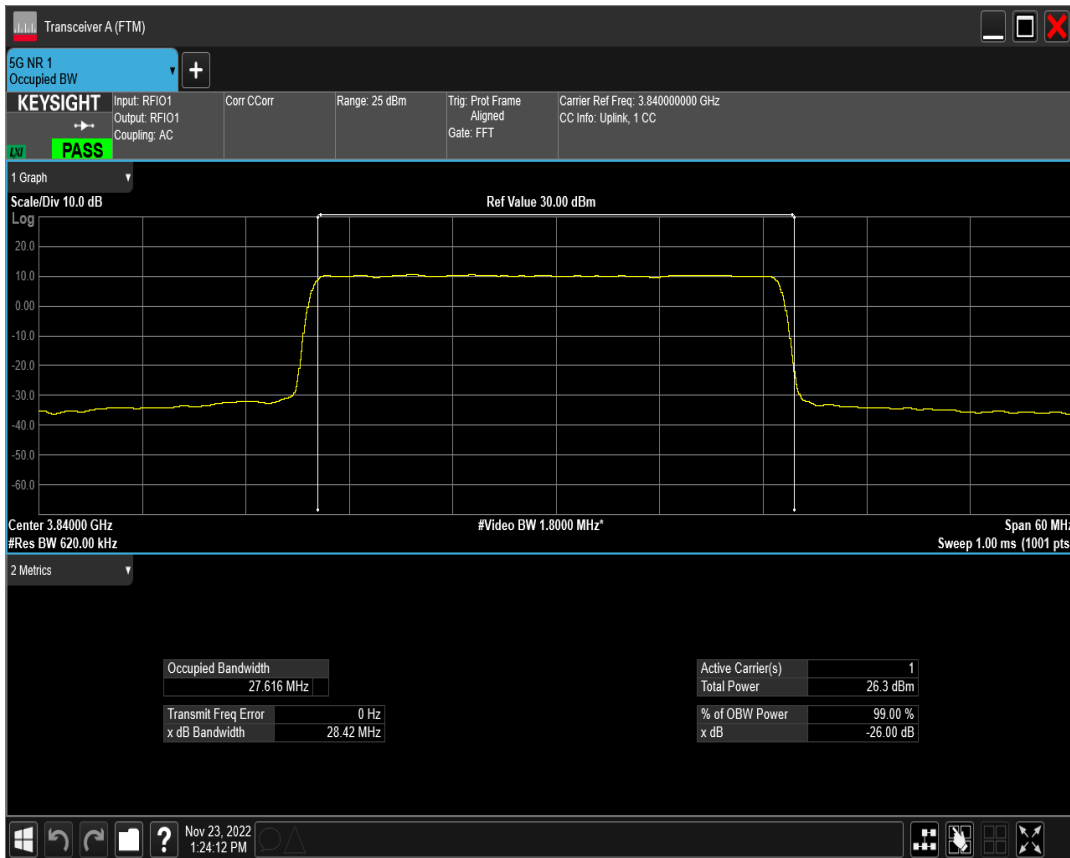 Transceiver A (FTM)
5G NR 1
Occupied BW
+
KEYSIGHT
LXI
PASS
Input: RFIO1
Output: RFIO1
Coupling: AC
Corr CCorr
Range: 25 dBm
Trig: Prot Frame
Aligned
Gate: FFT
Carrier Ref Freq: 3.840000000 GHz
CC Info: Uplink, 1 CC
1 Graph
Scale/Div 10.0 dB
Ref Value 30.00 dBm
Log
20.0
10.0
0.00
-10.0
-20.0
-30.0
-40.0
-50.0
-60.0
Center 3.84000 GHz
#Video BW 1.8000 MHz*
Span 60 MHz
#Res BW 620.00 kHz
Sweep 1.00 ms (1001 pts
2 Metrics
Occupied Bandwidth
27.616 MHz
Transmit Freq Error 0 Hz
x dB Bandwidth 28.42 MHz
Active Carrier(s) 1
Total Power 26.3 dBm
% of OBW Power 99.00 %
x dB -26.00 dB
?
Nov 23, 2022
1:24:12 PM